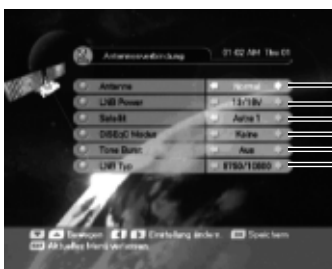 Antennenverbindung 01:02 AM Thu 01
Antenne Normal
LNB Power 13/18V
Satellit Astra 1
DiSEqC Modus Keine
Tone Burst Aus
LNB Typ 9750/10600
Bewegen Einstellung ändern. Speichern
Aktuelles Menü verlassen.